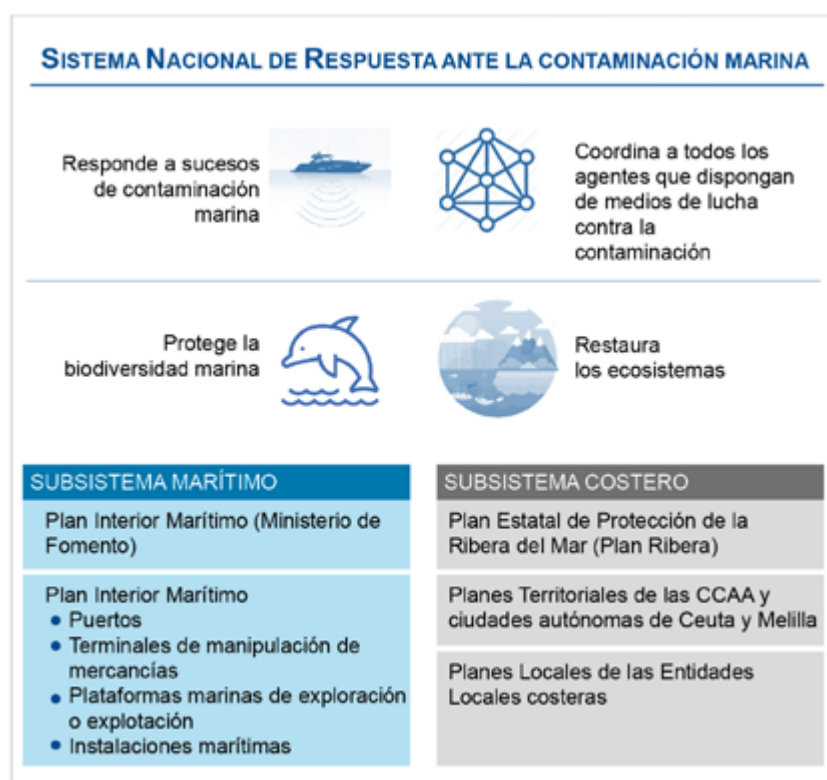 SISTEMA NACIONAL DE RESPUESTA ANTE LA CONTAMINACIÓN MARINA
Responde a sucesos
de contaminación
marina
Coordina a todos los
agentes que dispongan
de medios de lucha
contra la
contaminación
Protege la
biodiversidad marina
Restaura
los ecosistemas
SUBSISTEMA MARÍTIMO
Plan Interior Marítimo (Ministerio de
Fomento)
Plan Interior Marítimo
• Puertos
• Terminales de manipulación de
mercancías
• Plataformas marinas de exploración
o explotación
• Instalaciones marítimas
SUBSISTEMA COSTERO
Plan Estatal de Protección de la
Ribera del Mar (Plan Ribera)
Planes Territoriales de las CCAA y
ciudades autónomas de Ceuta y Melilla
Planes Locales de las Entidades
Locales costeras